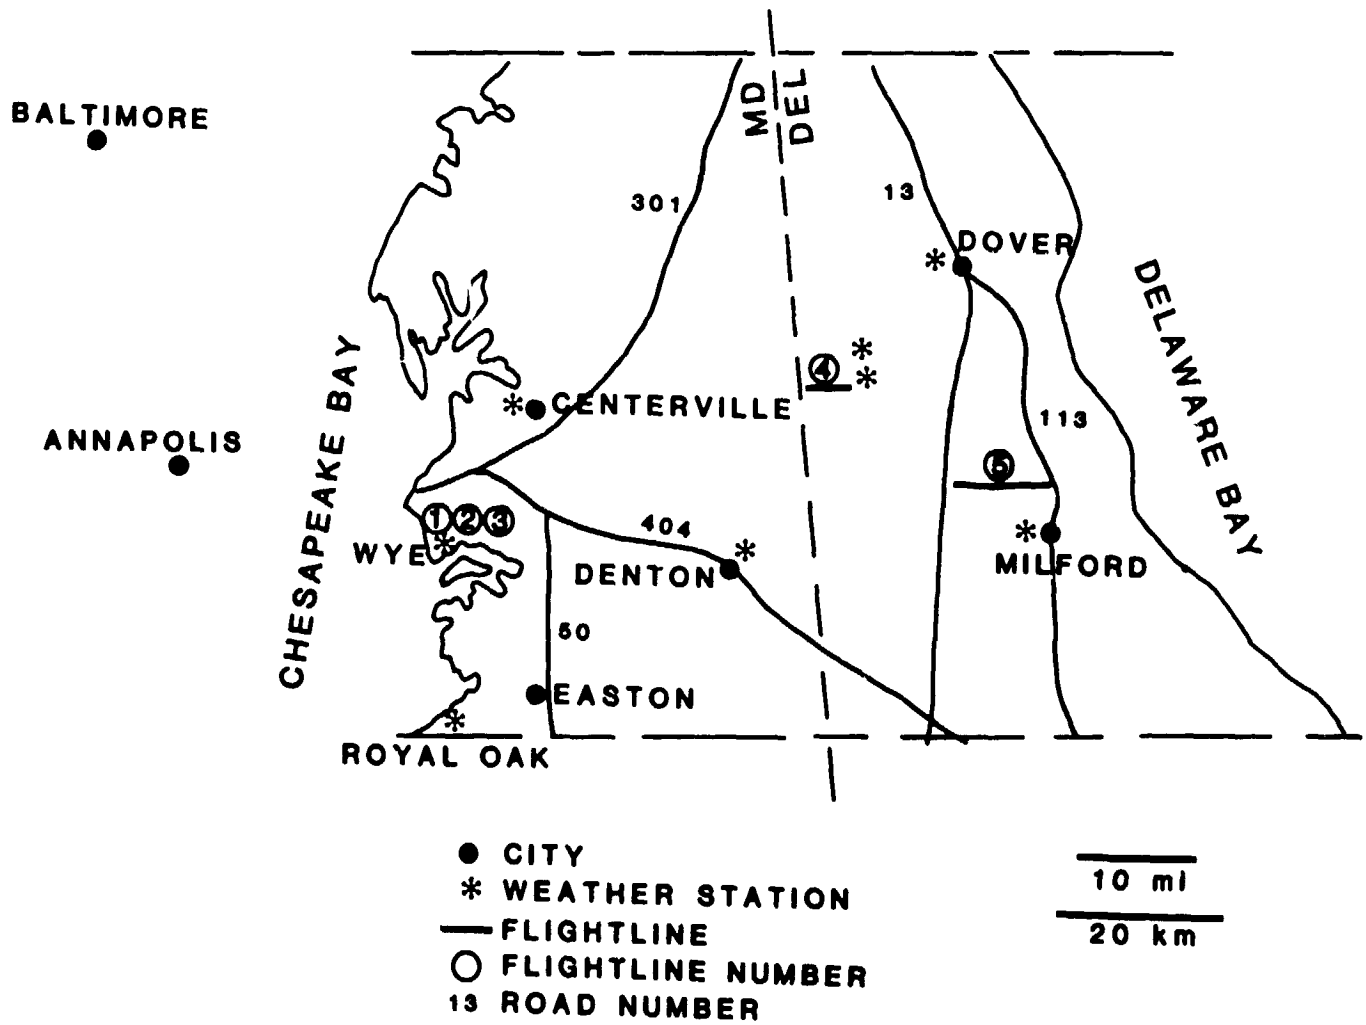 MD
DEL
BALTIMORE
301
13
DOVER
DELAWARE BAY
CHESAPEAKE BAY
4
CENTERVILLE
113
ANNAPOLIS
5
1 2 3
404
WYE
DENTON
MILFORD
50
EASTON
ROYAL OAK
CITY
WEATHER STATION
FLIGHTLINE
FLIGHTLINE NUMBER
13 ROAD NUMBER
10 mi
20 km